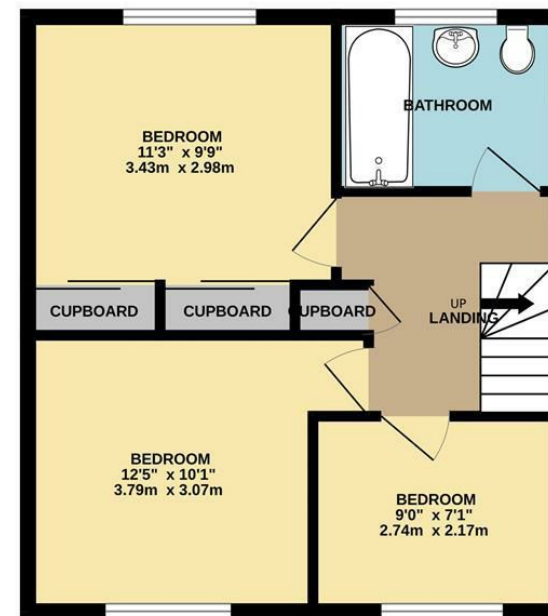 BATHROOM
BEDROOM
11'3" x 9'9"
3.43m x 2.98m
CUPBOARD
CUPBOARD
CUPBOARD
UP
LANDING
BEDROOM
12'5" x 10'1"
3.79m x 3.07m
BEDROOM
9'0" x 7'1"
2.74m x 2.17m